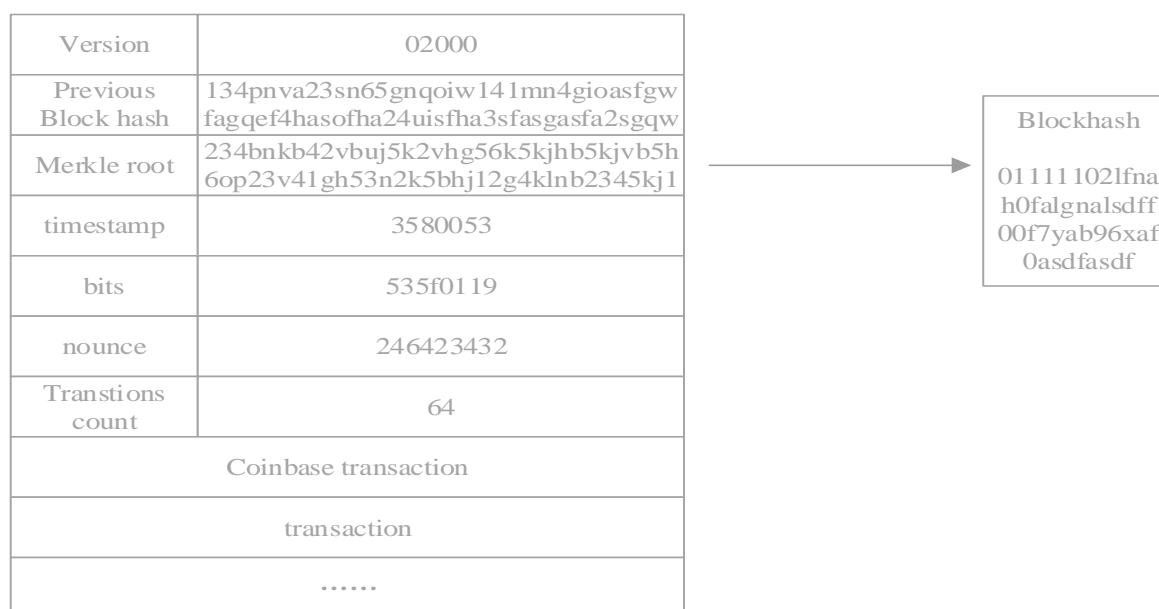 Version 02000
Previous
Block hash
134pnva23sn65gnqoiw141mn4gioasfgw
fagqef4hasofha24uisfha3sfasgasfa2sgqw
Merkle root
234bnkb42vbuj5k2vhg56k5kjhb5kjvb5h
6op23v41gh53n2k5bhj12g4klnb2345kj1
timestamp 3580053
bits 535f0119
nounce 246423432
Transtions
count
64
Coinbase transaction
transaction
......
Blockhash
01111102lfna
h0falgnalsdff
00f7yab96xaf
0asdfasdf